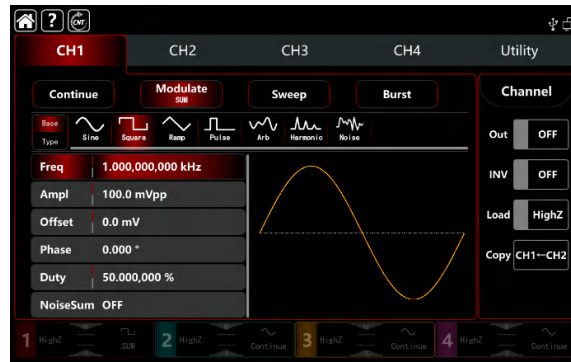 ? CNT
CH1 CH2 CH3 CH4 Utility
Continue Modulate Sweep Burst Channel
SUM
Base
Type
Sine Square Ramp Pulse Arb Harmonic Noise
Out OFF
Freq 1.000,000,000 kHz
Ampl 100.0 mVpp
INV OFF
Offset 0.0 mV
Load HighZ
Phase 0.000 °
Copy CH1←CH2
Duty 50.000,000 %
NoiseSum OFF
1 HighZ SUM 2 HighZ Continue 3 HighZ Continue 4 HighZ Continue